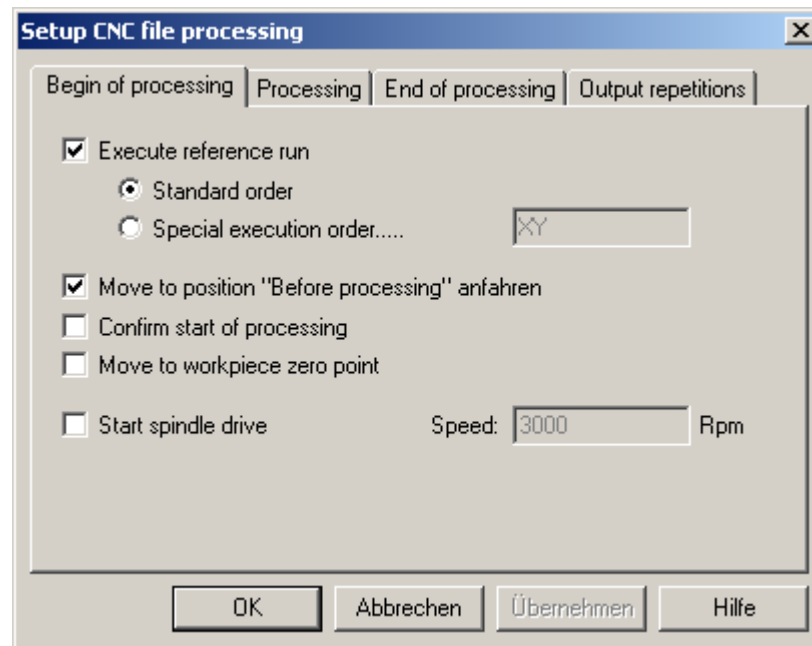 Setup CNC file processing
Begin of processing Processing End of processing Output repetitions
Execute reference run
Standard order
Special execution order..... XY
Move to position "Before processing" anfahren
Confirm start of processing
Move to workpiece zero point
Start spindle drive Speed: 3000 Rpm
OK Abbrechen Übernehmen Hilfe